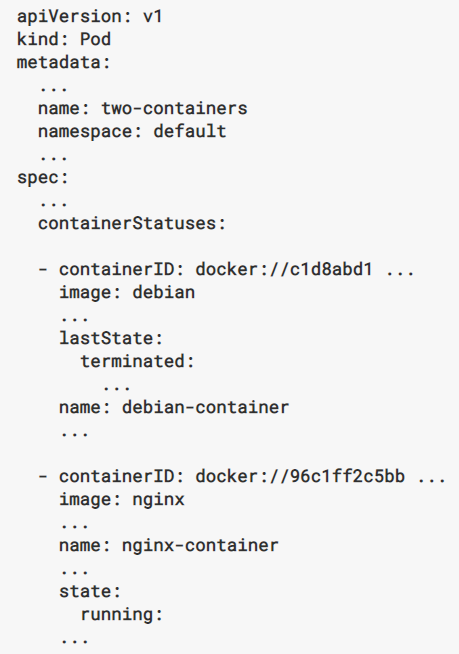 apiVersion: v1
kind: Pod
metadata:
  ...
  name: two-containers
  namespace: default
  ...
spec:
  ...
  containerStatuses:

  - containerID: docker://c1d8abd1 ...
    image: debian
    ...
    lastState:
      terminated:
        ...
    name: debian-container
    ...

  - containerID: docker://96c1ff2c5bb ...
    image: nginx
    ...
    name: nginx-container
    ...
    state:
      running:
    ...